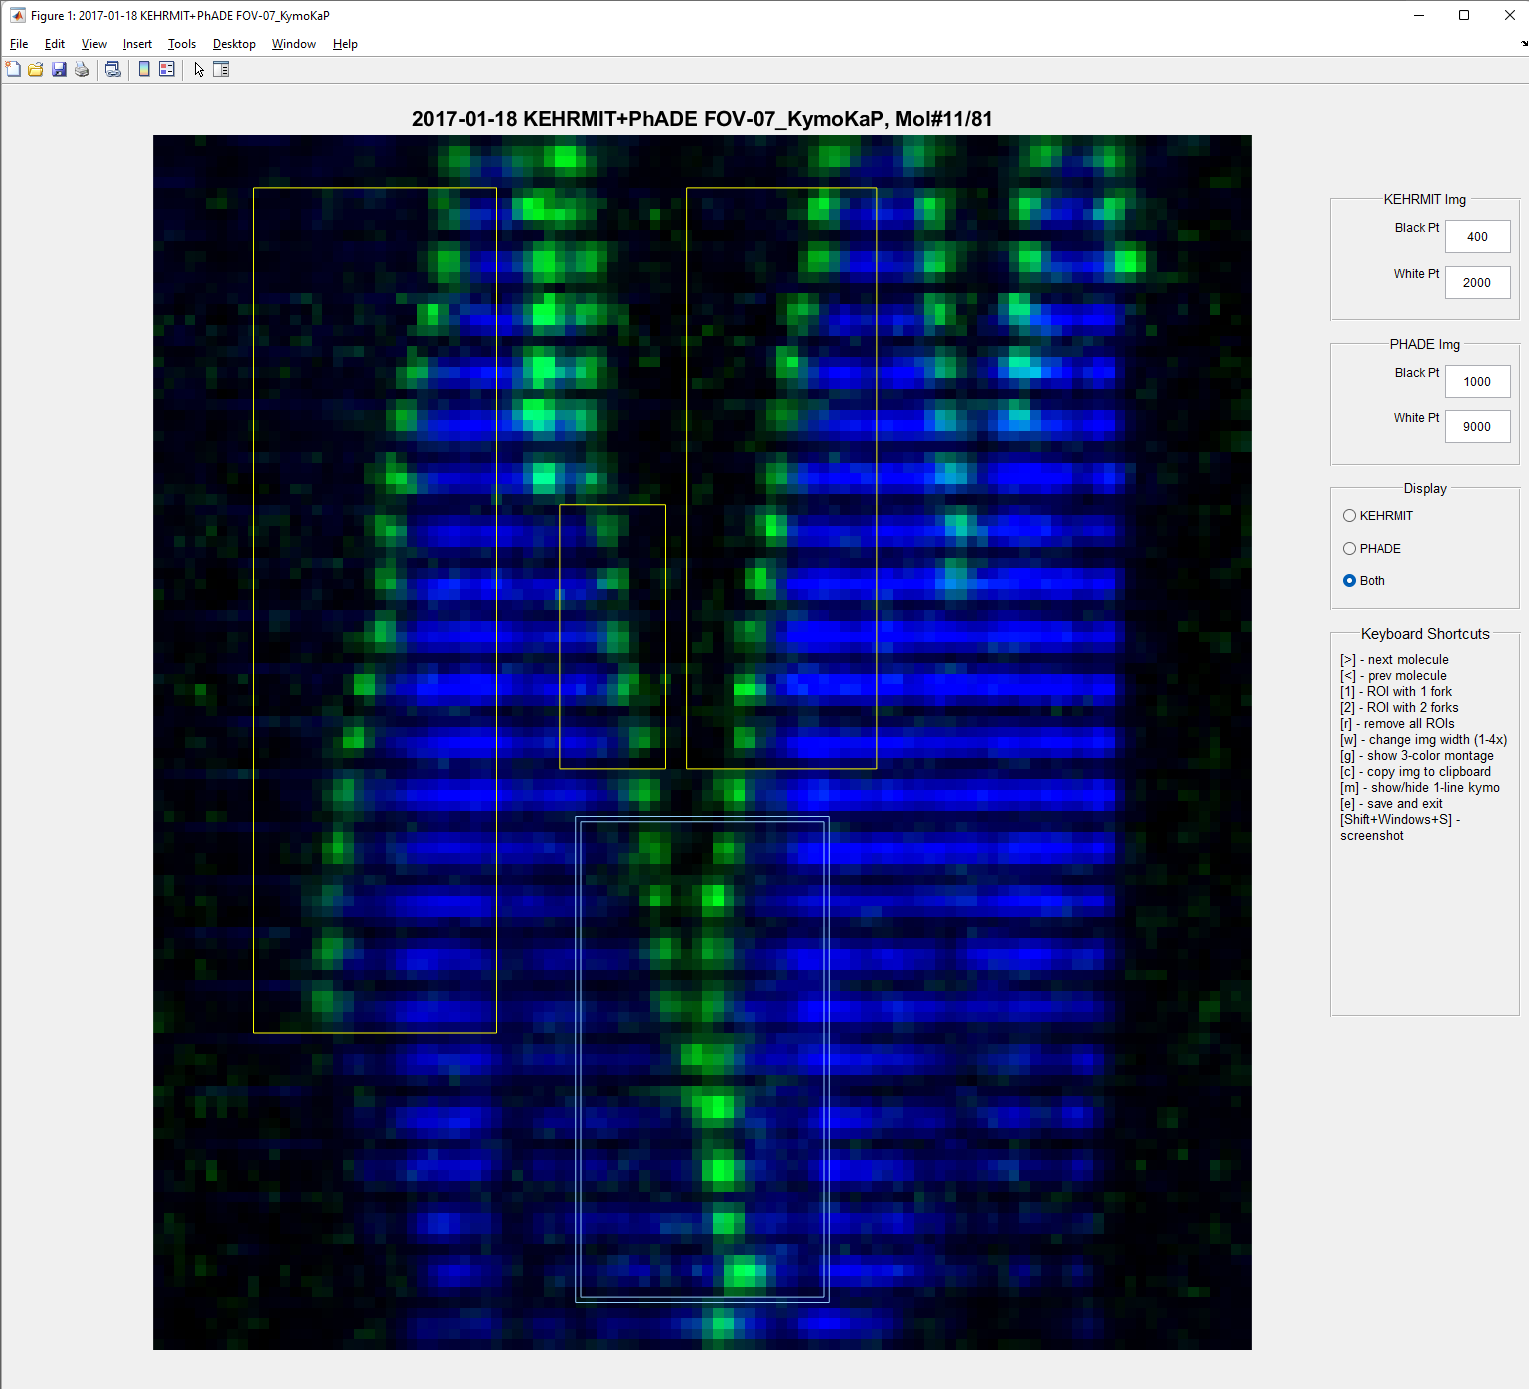 Figure 1: 2017-01-18 KEHRMIT+PhADE FOV-07_KymoKaP
File Edit View Insert Tools Desktop Window Help
2017-01-18 KEHRMIT+PhADE FOV-07_KymoKaP, Mol#11/81
KEHRMIT Img
Black Pt 400
White Pt 2000
PHADE Img
Black Pt 1000
White Pt 9000
Display
KEHRMIT
PHADE
Both
Keyboard Shortcuts
[>] - next molecule
[<] - prev molecule
[1] - ROI with 1 fork
[2] - ROI with 2 forks
[r] - remove all ROIs
[w] - change img width (1-4x)
[g] - show 3-color montage
[c] - copy img to clipboard
[m] - show/hide 1-line kymo
[e] - save and exit
[Shift+Windows+S] -
screenshot